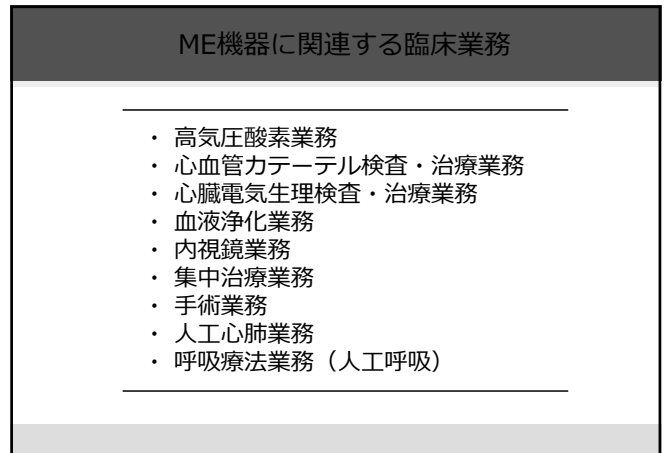 ME機器に関連する臨床業務
・ 高気圧酸素業務
・ 心血管カテーテル検査・治療業務
・ 心臓電気生理検査・治療業務
・ 血液浄化業務
・ 内視鏡業務
・ 集中治療業務
・ 手術業務
・ 人工心肺業務
・ 呼吸療法業務（人工呼吸）